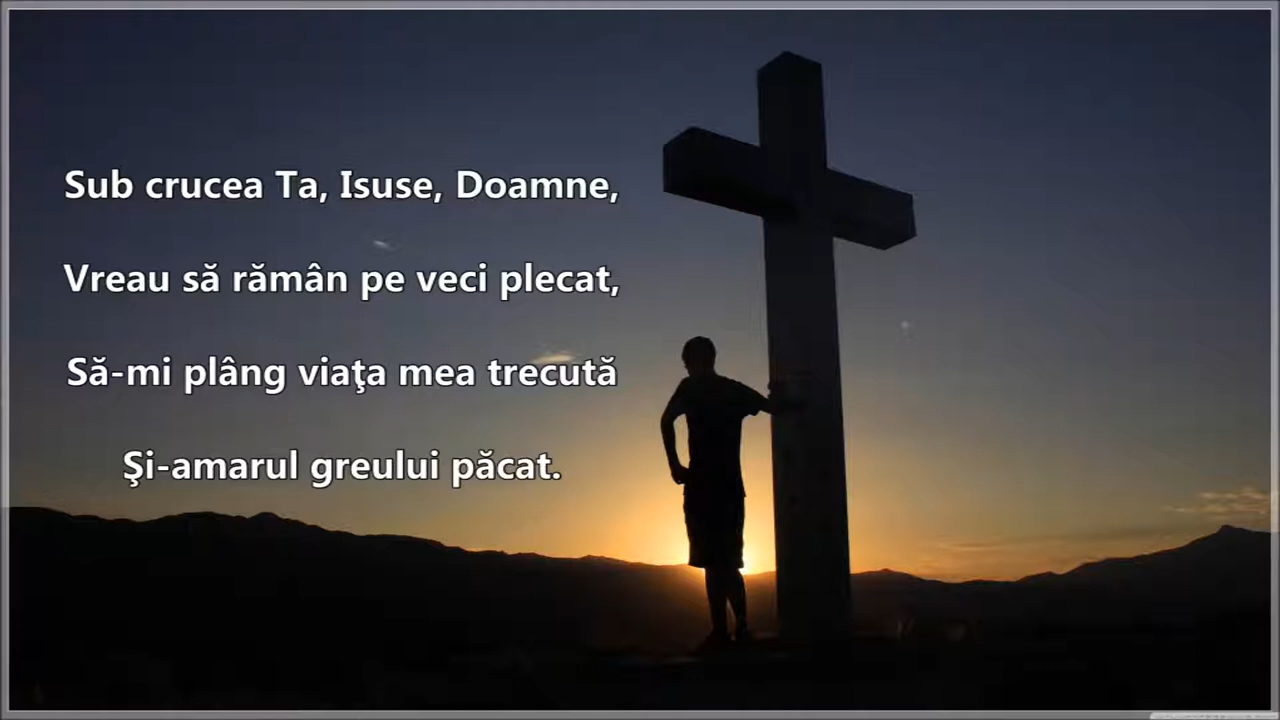 Sub crucea Ta, Isuse, Doamne,
Vreau să rămân pe veci plecat,
Să-mi plâng viaţa mea trecută
Şi-amarul greului păcat.